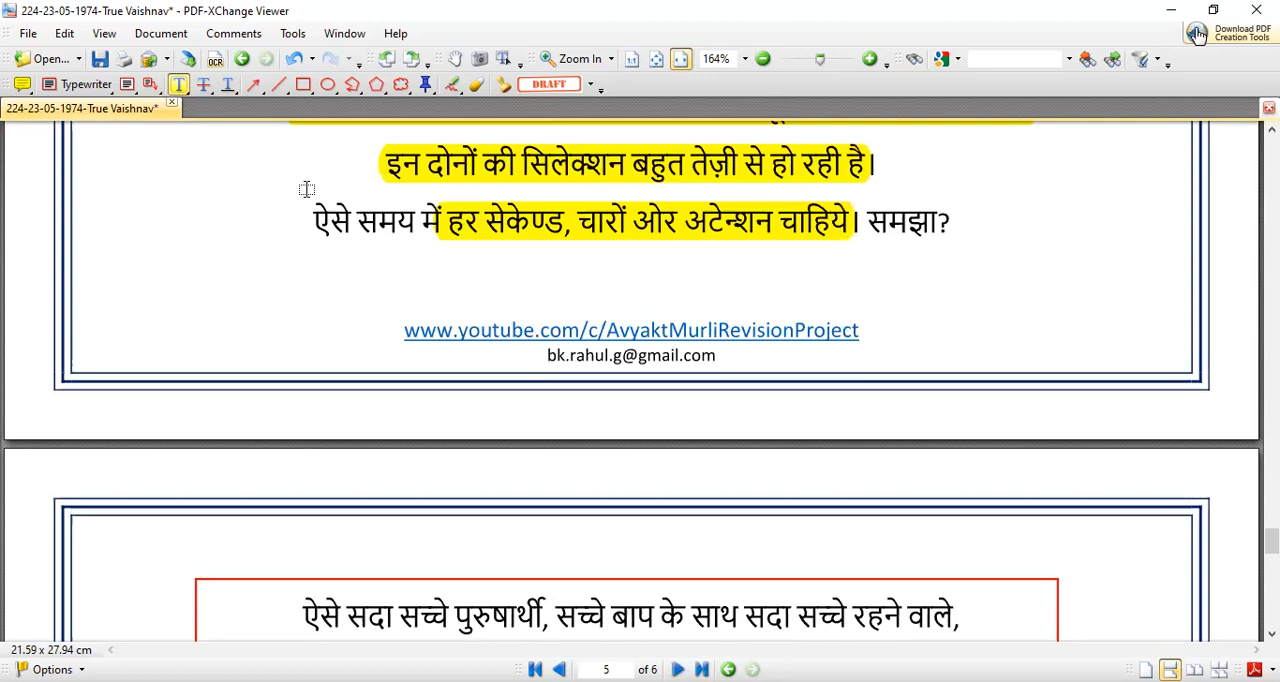 224-23-05-1974-True Vaishnav* - PDF-XChange Viewer
File Edit View Document Comments Tools Window Help
Download PDF
Creation Tools
Open... OCR Zoom In 164%
Typewriter DRAFT
224-23-05-1974-True Vaishnav*
इन दोनों की सिलेक्शन बहुत तेज़ी से हो रही है।
ऐसे समय में हर सेकेण्ड, चारों ओर अटेन्शन चाहिये। समझा?
www.youtube.com/c/AvyaktMurliRevisionProject
bk.rahul.g@gmail.com
ऐसे सदा सच्चे पुरुषार्थी, सच्चे बाप के साथ सदा सच्चे रहने वाले,
21.59 x 27.94 cm
Options 5 of 6